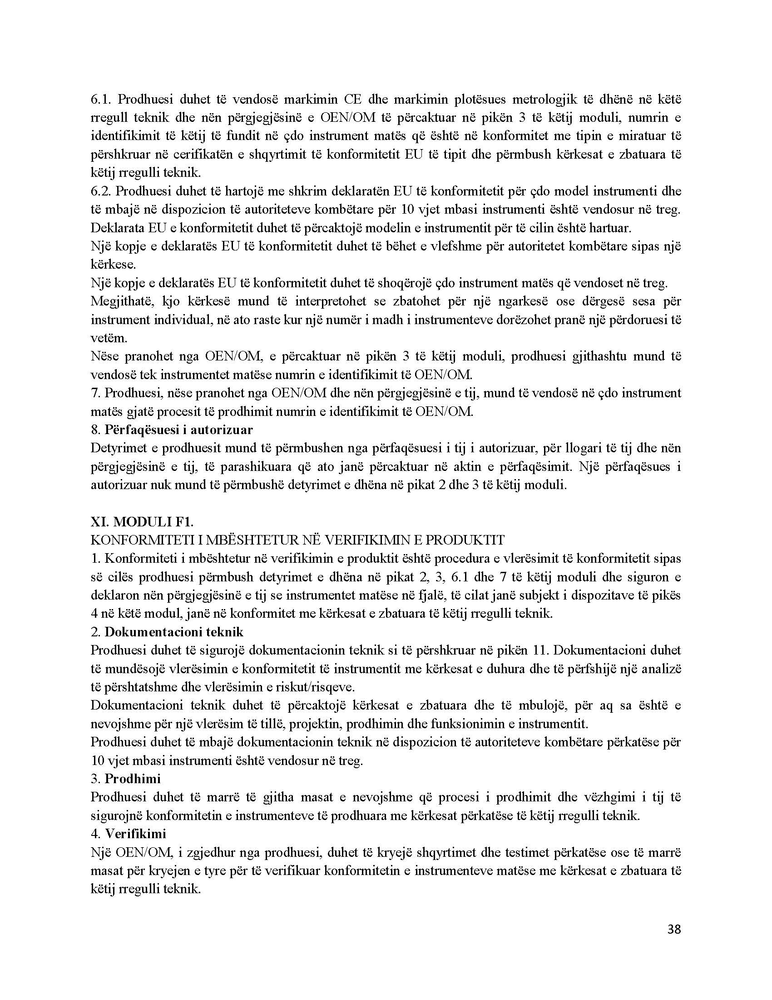 6.1. Prodhuesi duhet të vendosë markimin CE dhe markimin plotësues metrologjik të dhënë në këtë
rregull teknik dhe nën përgjegjësinë e OEN/OM të përcaktuar në pikën 3 të këtij moduli, numrin e
identifikimit të këtij të fundit në çdo instrument matës që është në konformitet me tipin e miratuar të
përshkruar në cerifikatën e shqyrtimit të konformitetit EU të tipit dhe përmbush kërkesat e zbatuara të
këtij rregulli teknik.
6.2. Prodhuesi duhet të hartojë me shkrim deklaratën EU të konformitetit për çdo model instrumenti dhe
të mbajë në dispozicion të autoriteteve kombëtare për 10 vjet mbasi instrumenti është vendosur në treg.
Deklarata EU e konformitetit duhet të përcaktojë modelin e instrumentit për të cilin është hartuar.
Një kopje e deklaratës EU të konformitetit duhet të bëhet e vlefshme për autoritetet kombëtare sipas një
kërkese.
Një kopje e deklaratës EU të konformitetit duhet të shoqërojë çdo instrument matës që vendoset në treg.
Megjithatë, kjo kërkesë mund të interpretohet se zbatohet për një ngarkesë ose dërgesë sesa për
instrument individual, në ato raste kur një numër i madh i instrumenteve dorëzohet pranë një përdoruesi të
vetëm.
Nëse pranohet nga OEN/OM, e përcaktuar në pikën 3 të këtij moduli, prodhuesi gjithashtu mund të
vendosë tek instrumentet matëse numrin e identifikimit të OEN/OM.
7. Prodhuesi, nëse pranohet nga OEN/OM dhe nën përgjegjësinë e tij, mund të vendosë në çdo instrument
matës gjatë procesit të prodhimit numrin e identifikimit të OEN/OM.
8. Përfaqësuesi i autorizuar
Detyrimet e prodhuesit mund të përmbushen nga përfaqësuesi i tij i autorizuar, për llogari të tij dhe nën
përgjegjësinë e tij, të parashikuara që ato janë përcaktuar në aktin e përfaqësimit. Një përfaqësues i
autorizuar nuk mund të përmbushë detyrimet e dhëna në pikat 2 dhe 3 të këtij moduli.
XI. MODULI F1.
KONFORMITETI I MBËSHTETUR NË VERIFIKIMIN E PRODUKTIT
1. Konformiteti i mbështetur në verifikimin e produktit është procedura e vlerësimit të konformitetit sipas
së cilës prodhuesi përmbush detyrimet e dhëna në pikat 2, 3, 6.1 dhe 7 të këtij moduli dhe siguron e
deklaron nën përgjegjësinë e tij se instrumentet matëse në fjalë, të cilat janë subjekt i dispozitave të pikës
4 në këtë modul, janë në konformitet me kërkesat e zbatuara të këtij rregulli teknik.
2. Dokumentacioni teknik
Prodhuesi duhet të sigurojë dokumentacionin teknik si të përshkruar në pikën 11. Dokumentacioni duhet
të mundësojë vlerësimin e konformitetit të instrumentit me kërkesat e duhura dhe të përfshijë një analizë
të përshtatshme dhe vlerësimin e riskut/risqeve.
Dokumentacioni teknik duhet të përcaktojë kërkesat e zbatuara dhe të mbulojë, për aq sa është e
nevojshme për një vlerësim të tillë, projektin, prodhimin dhe funksionimin e instrumentit.
Prodhuesi duhet të mbajë dokumentacionin teknik në dispozicion të autoriteteve kombëtare përkatëse për
10 vjet mbasi instrumenti është vendosur në treg.
3. Prodhimi
Prodhuesi duhet të marrë të gjitha masat e nevojshme që procesi i prodhimit dhe vëzhgimi i tij të
sigurojnë konformitetin e instrumenteve të prodhuara me kërkesat përkatëse të këtij rregulli teknik.
4. Verifikimi
Një OEN/OM, i zgjedhur nga prodhuesi, duhet të kryejë shqyrtimet dhe testimet përkatëse ose të marrë
masat për kryejen e tyre për të verifikuar konformitetin e instrumenteve matëse me kërkesat e zbatuara të
këtij rregulli teknik.
38